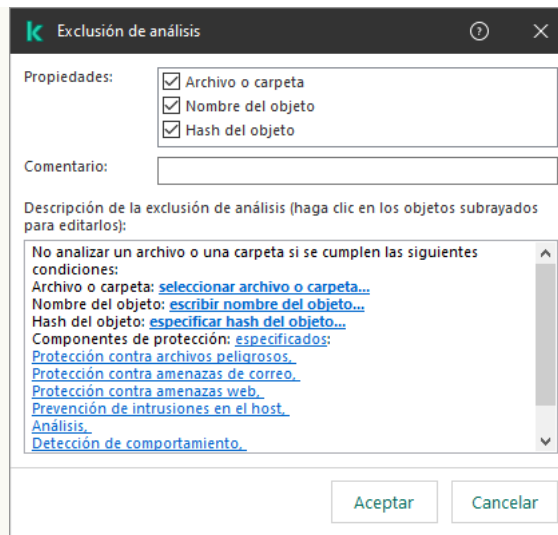 Exclusión de análisis
Propiedades:
Archivo o carpeta
Nombre del objeto
Hash del objeto
Comentario:
Descripción de la exclusión de análisis (haga clic en los objetos subrayados
para editarlos):
No analizar un archivo o una carpeta si se cumplen las siguientes
condiciones:
Archivo o carpeta: seleccionar archivo o carpeta...
Nombre del objeto: escribir nombre del objeto...
Hash del objeto: especificar hash del objeto...
Componentes de protección: especificados:
Protección contra archivos peligrosos,
Protección contra amenazas de correo,
Protección contra amenazas web,
Prevención de intrusiones en el host,
Análisis,
Detección de comportamiento,
Aceptar Cancelar